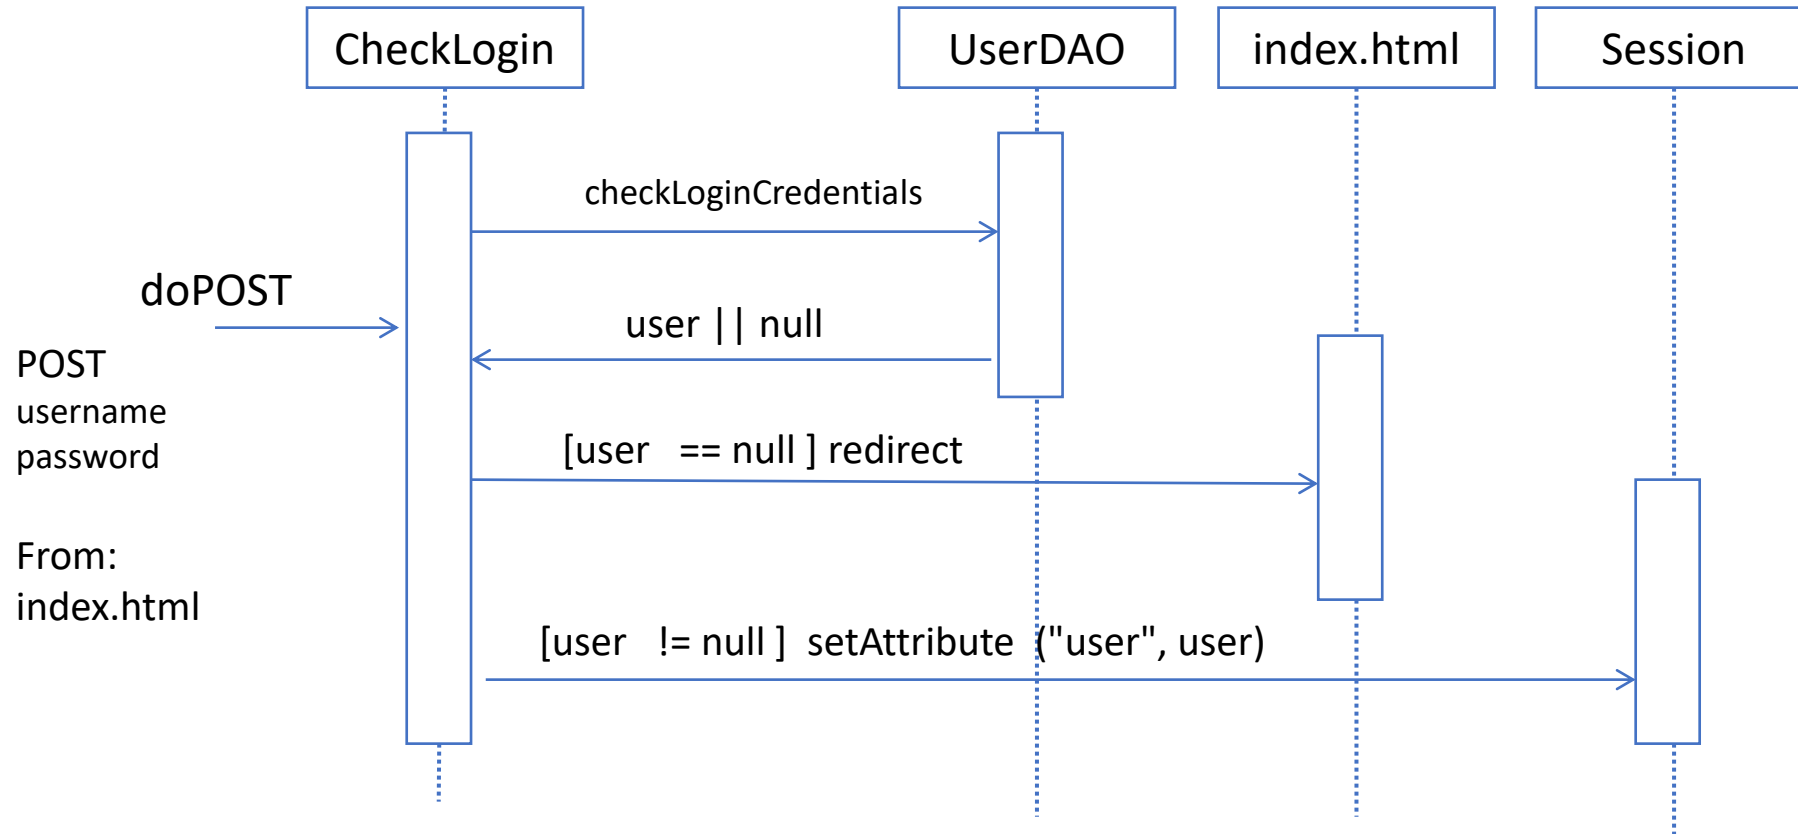 CheckLogin
UserDAO
index.html
Session
checkLoginCredentials
doPOST
user || null
POST
username
password
[user == null ] redirect
From:
index.html
[user != null ] setAttribute ("user", user)